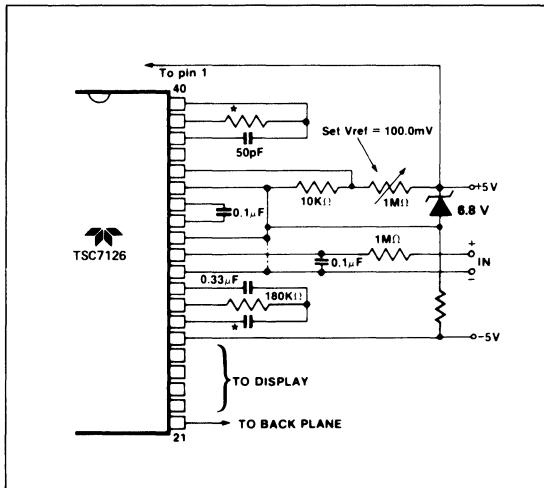 To pin 1
40
*
Set Vref = 100.0mV
50pF
+5V
10KΩ
1MΩ
6.8 V
0.1μF
1MΩ
+
TSC7126
0.1μF
IN
−
0.33μF
180KΩ
*
−5V
TO DISPLAY
TO BACK PLANE
21